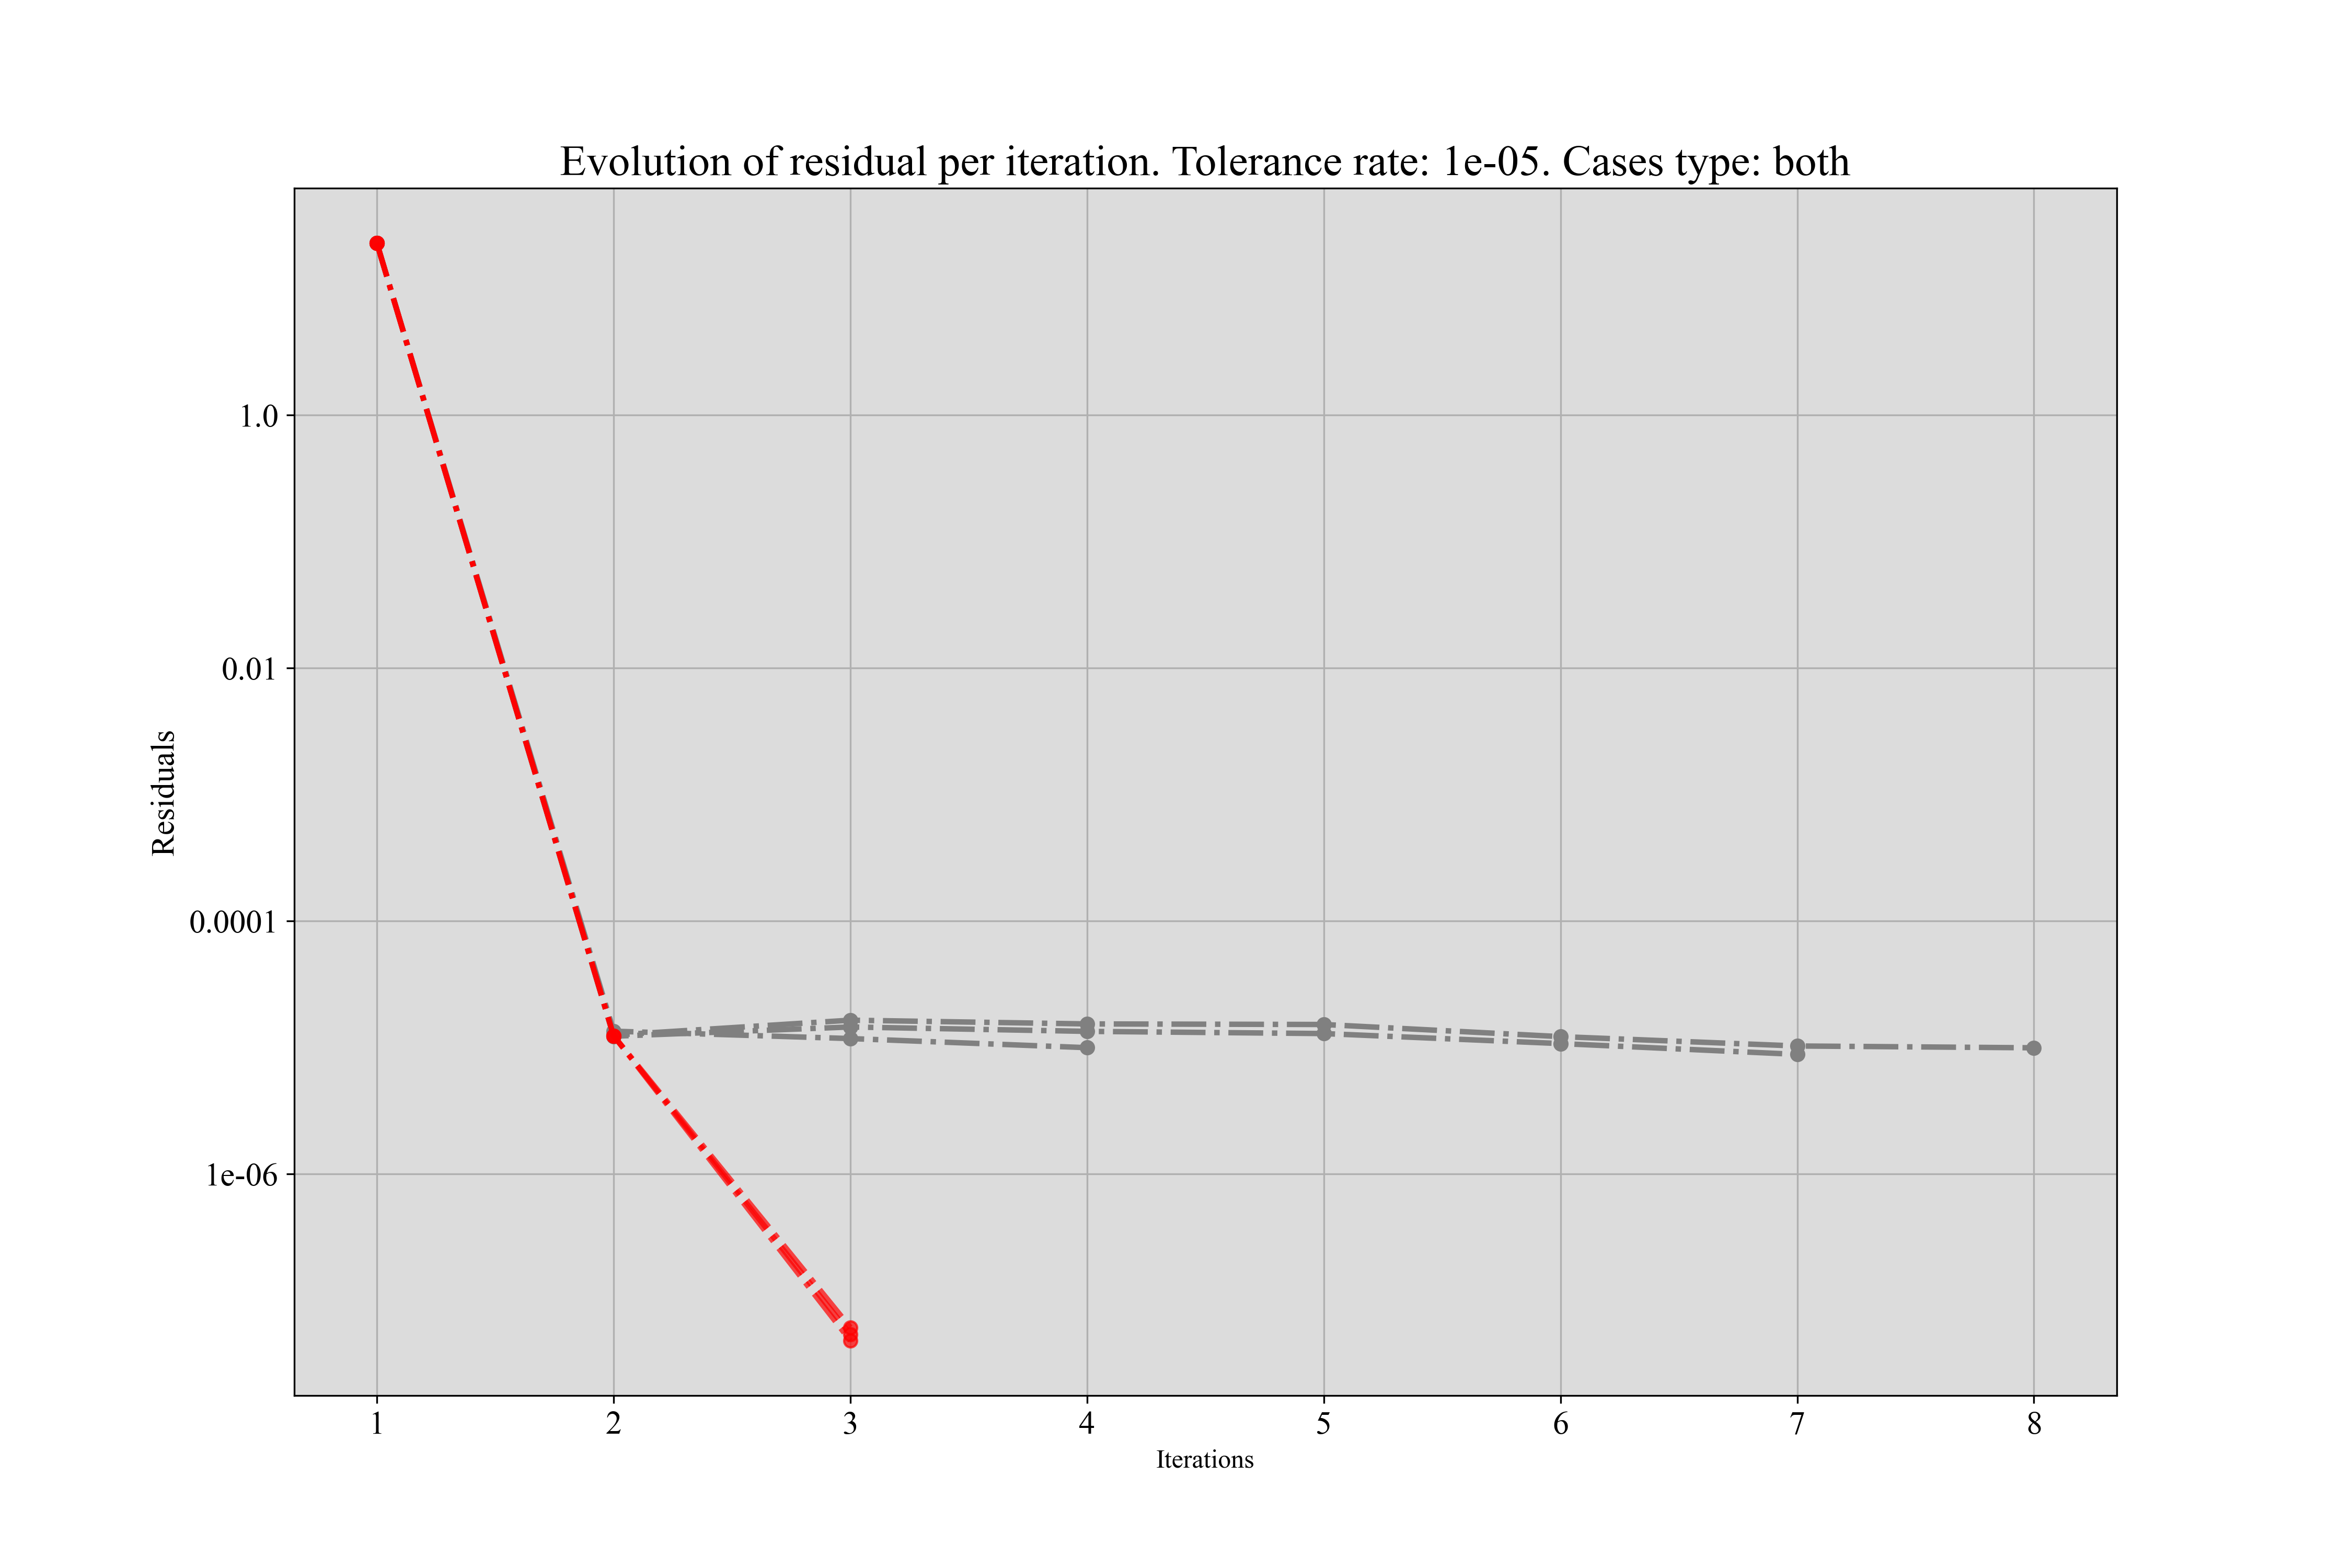 Evolution of residual per iteration. Tolerance rate: 1e-05. Cases type: both
1.0
0.01
0.0001
1e-06
Residuals
1 2 3 4 5 6 7 8
Iterations